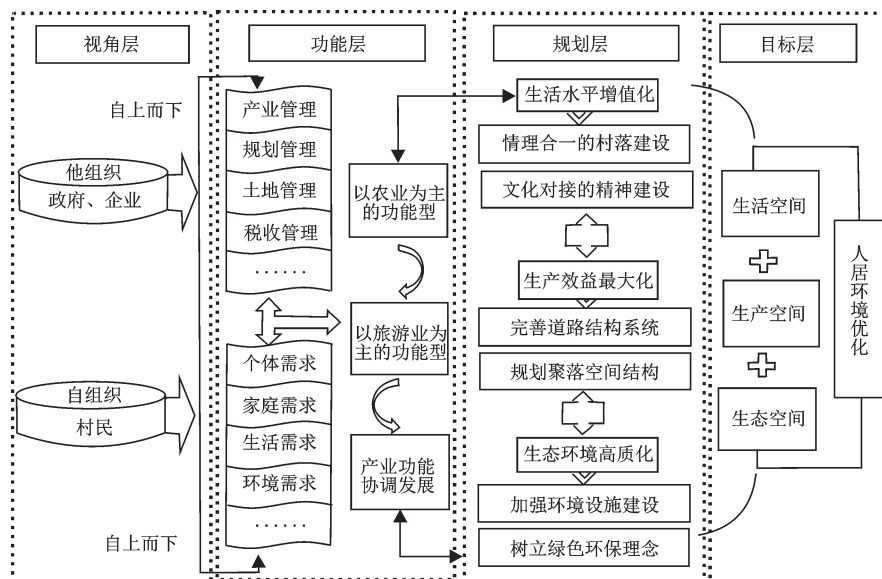 视角层
功能层
规划层
目标层
自上而下
他组织
政府、企业
自组织
村民
自上而下
产业管理
规划管理
土地管理
税收管理
……
个体需求
家庭需求
生活需求
环境需求
……
以农业为主
的功能型
以旅游业为
主的功能型
产业功能
协调发展
生活水平增值化
情理合一的村落建设
文化对接的精神建设
生产效益最大化
完善道路结构系统
规划聚落空间结构
生态环境高质化
加强环境设施建设
树立绿色环保理念
生活空间
生产空间
生态空间
人居环境优化